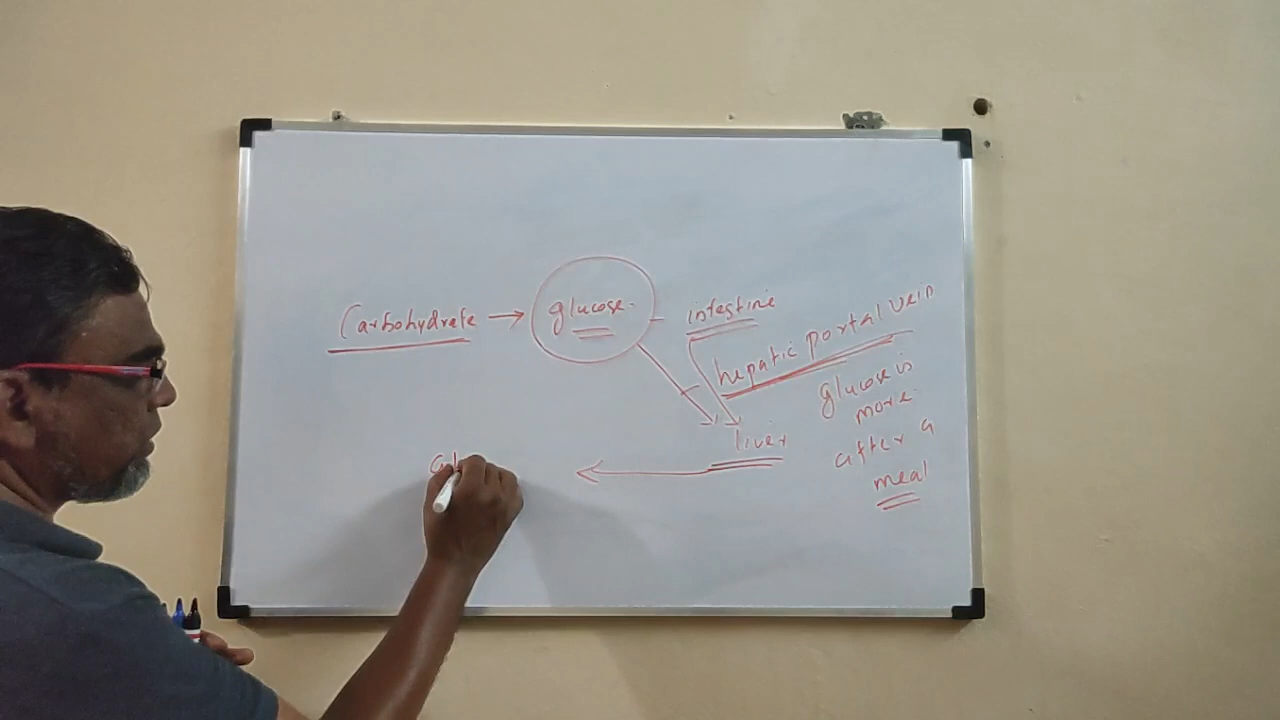 Carbohydrate → glucose. - intestine
hepatic portal vein
glucose is
more
after a
meal
liver